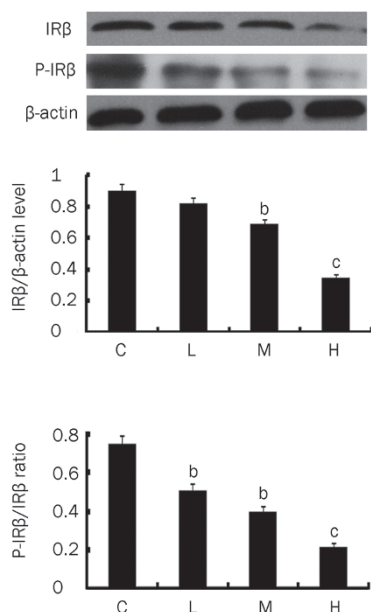 IRβ
P-IRβ
β-actin
IRβ/β-actin level
1
0.8
0.6
0.4
0.2
0
b
c
C L M H
P-IRβ/IRβ ratio
0.8
0.6
0.4
0.2
0
b
b
c
C L M H